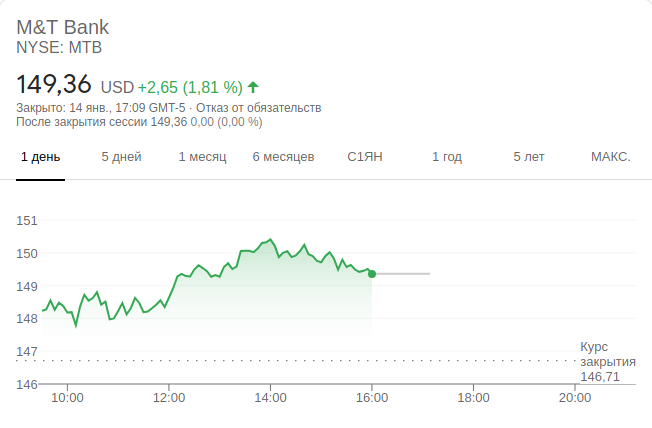 M&T Bank
NYSE: MTB
149,36 USD +2,65 (1,81 %)
Закрыто: 14 янв., 17:09 GMT-5 · Отказ от обязательств
После закрытия сессии 149,36 0,00 (0,00 %)
1 день 5 дней 1 месяц 6 месяцев С1ЯН 1 год 5 лет МАКС.
151
150
149
148
147
146
Курс
закрытия
146,71
10:00 12:00 14:00 16:00 18:00 20:00